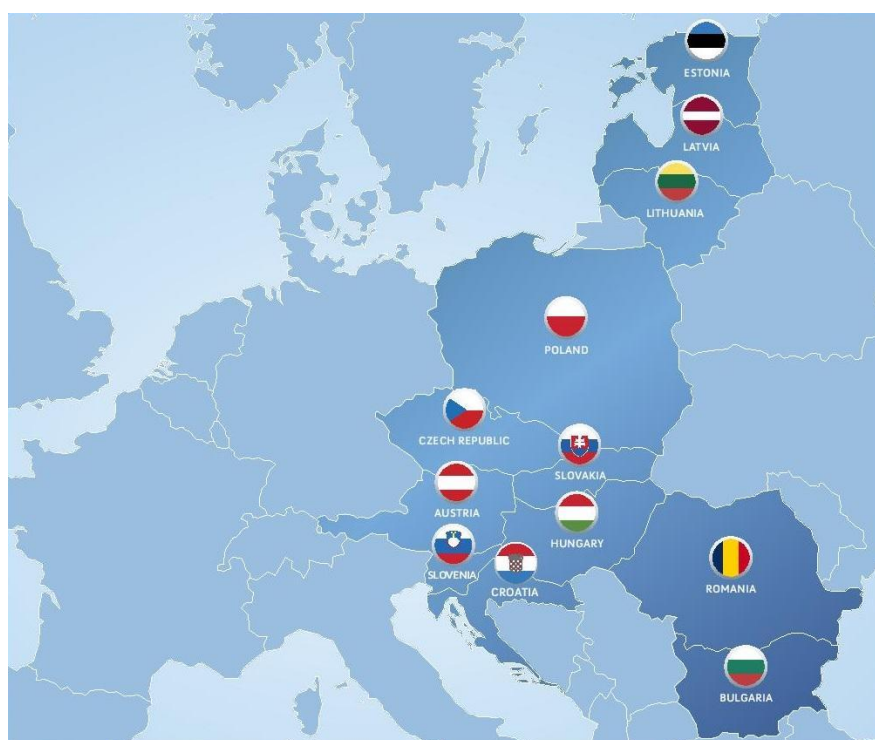 ESTONIA
LATVIA
LITHUANIA
POLAND
CZECH REPUBLIC
SLOVAKIA
AUSTRIA
HUNGARY
SLOVENIA
CROATIA
ROMANIA
BULGARIA